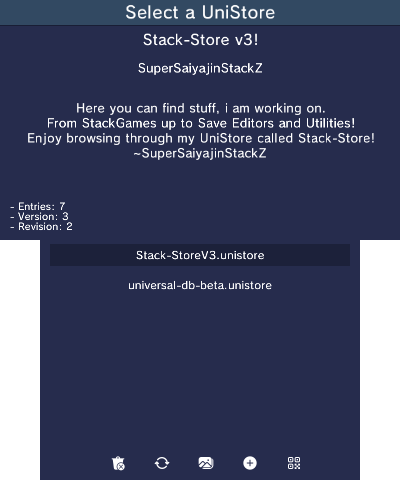 Select a UniStore
Stack-Store v3!
SuperSaiyajinStackZ
Here you can find stuff, i am working on.
From StackGames up to Save Editors and Utilities!
Enjoy browsing through my UniStore called Stack-Store!
~SuperSaiyajinStackZ
- Entries: 7
- Version: 3
- Revision: 2
Stack-StoreV3.unistore
universal-db-beta.unistore